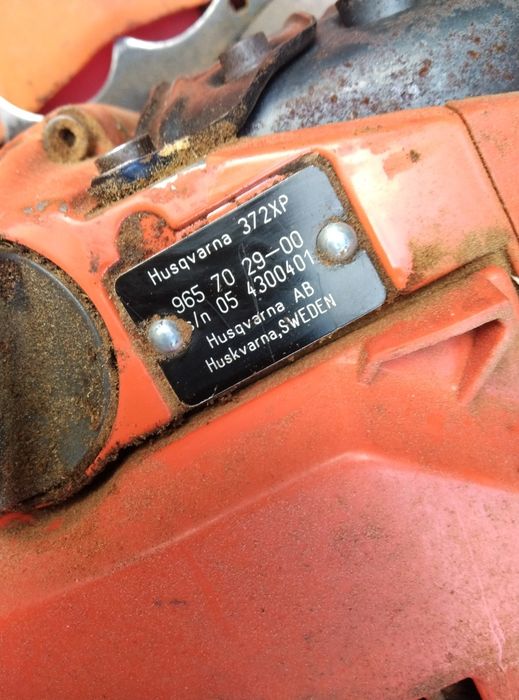 Husqvarna 372XP
965 70 29-00
s/n 05 4300401
Husqvarna AB
Huskvarna, SWEDEN